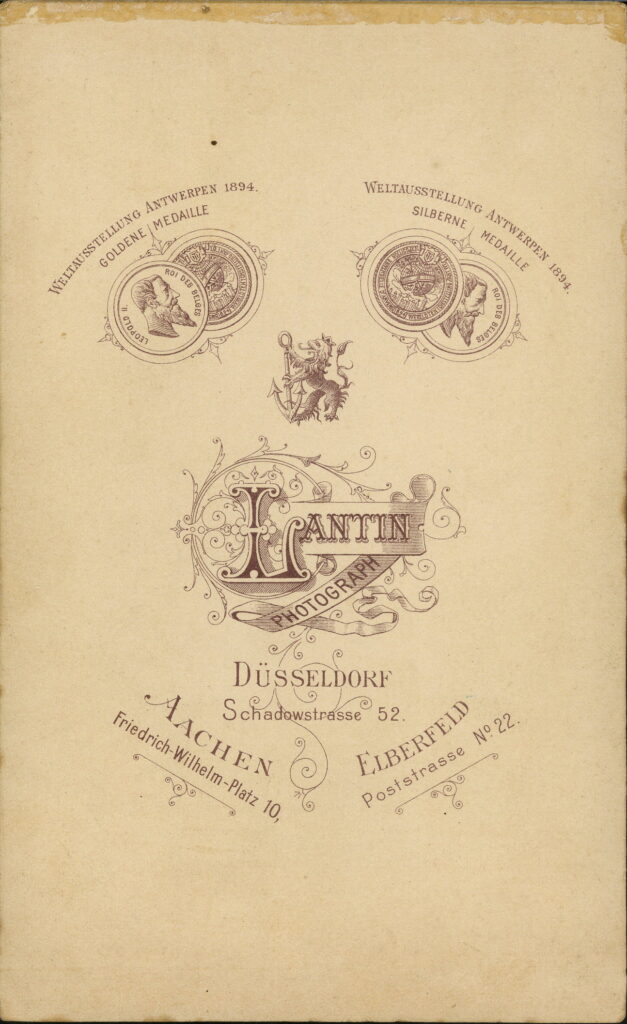 WELTAUSSTELLUNG ANTWERPEN 1894.
GOLDENE MEDAILLE
LEOPOLD II
ROI DES BELGES
WELTAUSSTELLUNG ANTWERPEN 1894.
SILBERNE MEDAILLE
ROI DES BELGES
LANTIN
PHOTOGRAPH
DÜSSELDORF
Schadowstrasse 52.
AACHEN
Friedrich-Wilhelm-Platz 10,
ELBERFELD
Poststrasse No 22.